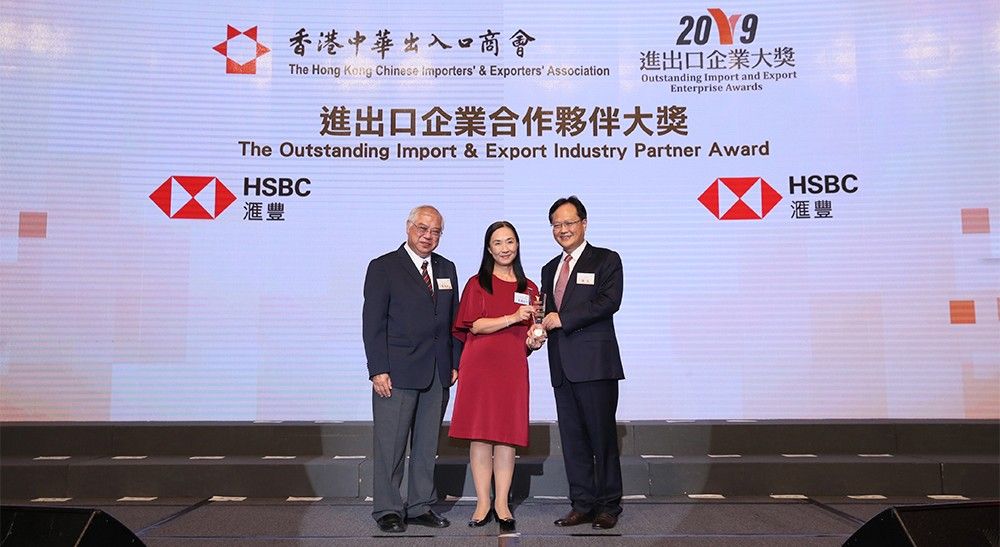 香港中華出入口商會
The Hong Kong Chinese Importers' & Exporters' Association
2019
進出口企業大獎
Outstanding Import and Export
Enterprise Awards
進出口企業合作夥伴大獎
The Outstanding Import & Export Industry Partner Award
HSBC
滙豐
HSBC
滙豐